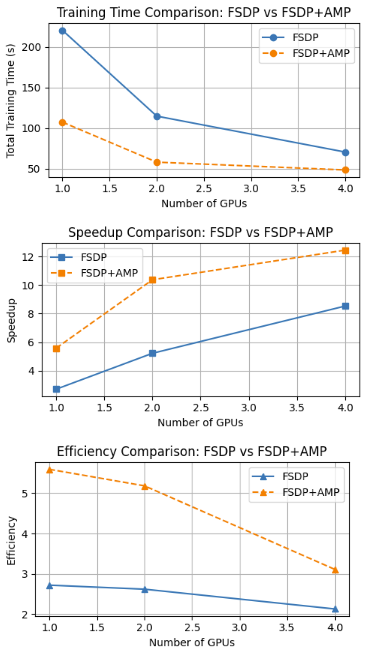 Training Time Comparison: FSDP vs FSDP+AMP
Total Training Time (s)
200
150
100
50
FSDP
FSDP+AMP
1.0 1.5 2.0 2.5 3.0 3.5 4.0
Number of GPUs
Speedup Comparison: FSDP vs FSDP+AMP
Speedup
12
10
8
6
4
FSDP
FSDP+AMP
1.0 1.5 2.0 2.5 3.0 3.5 4.0
Number of GPUs
Efficiency Comparison: FSDP vs FSDP+AMP
Efficiency
5
4
3
2
FSDP
FSDP+AMP
1.0 1.5 2.0 2.5 3.0 3.5 4.0
Number of GPUs